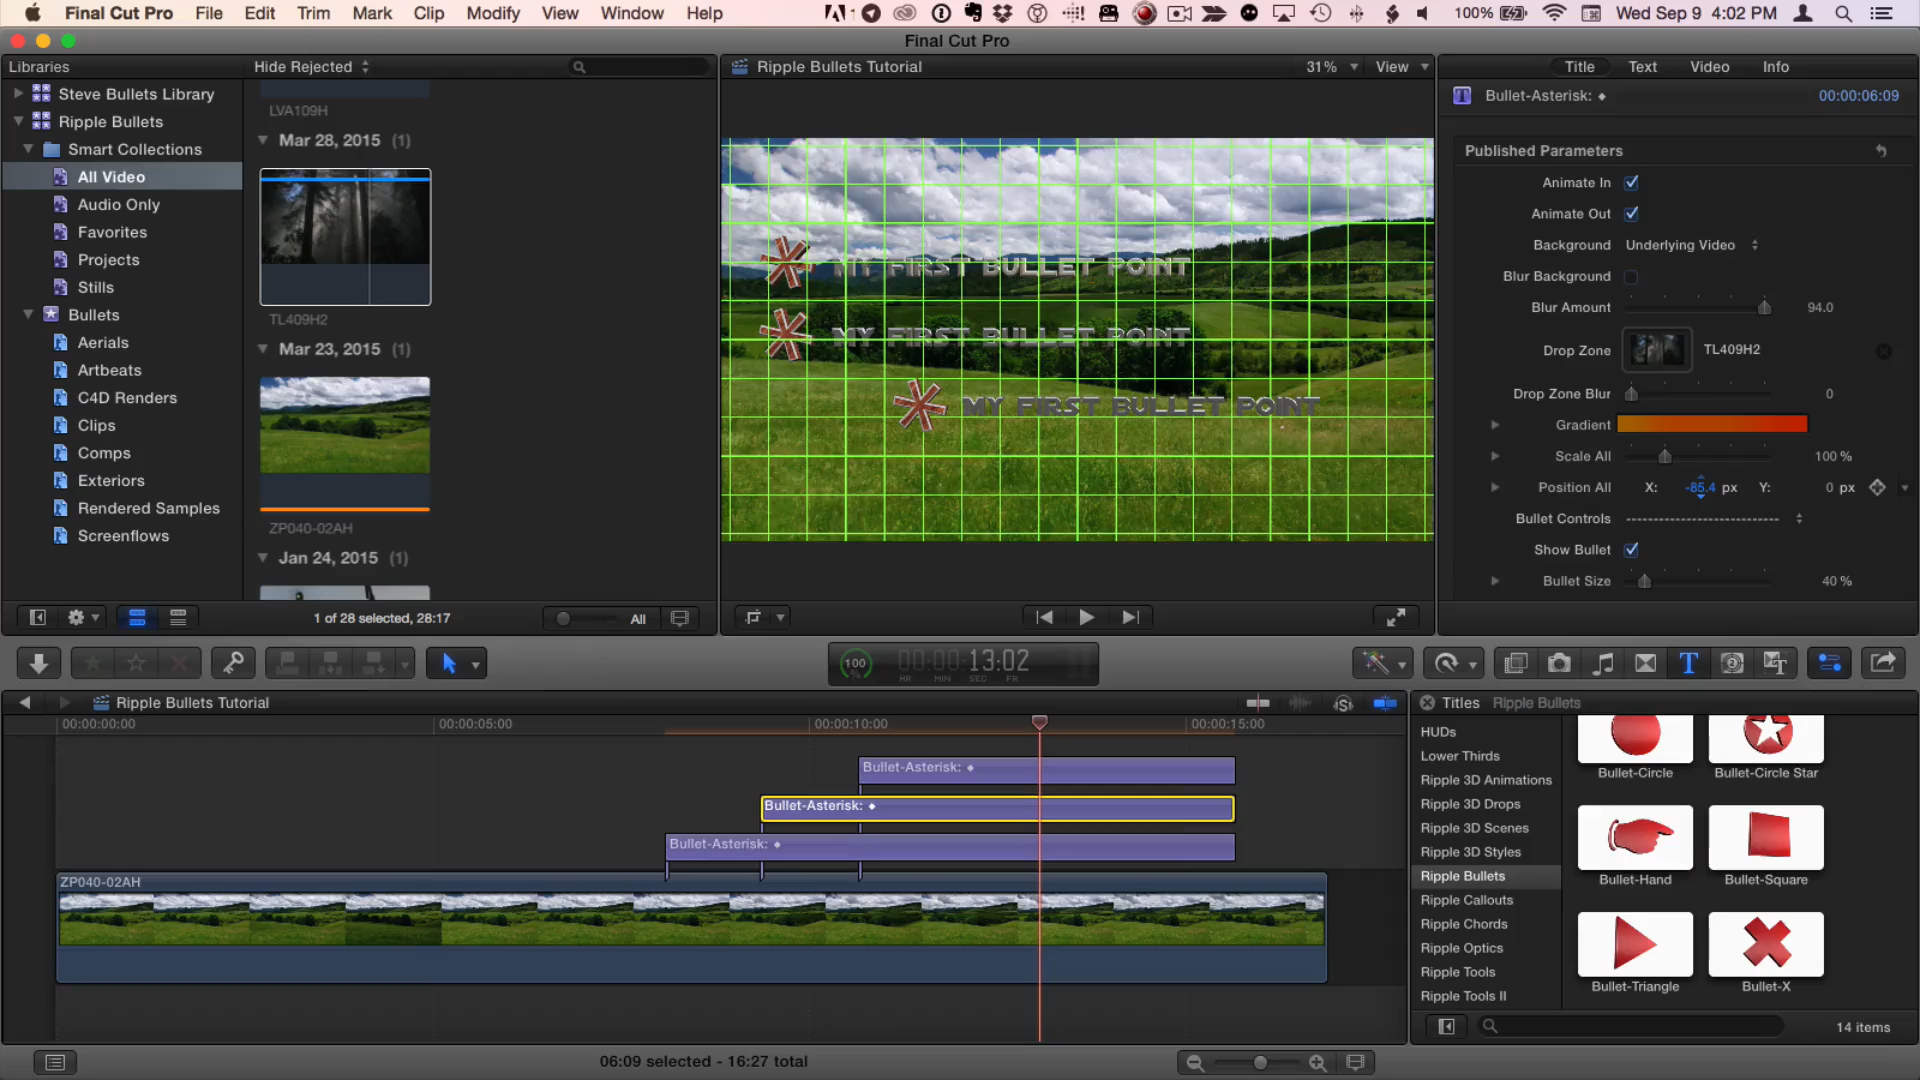 Final Cut Pro File Edit Trim Mark Clip Modify View Window Help
100% Wed Sep 9 4:02 PM
Final Cut Pro
Libraries
Steve Bullets Library
Ripple Bullets
Smart Collections
All Video
Audio Only
Favorites
Projects
Stills
Bullets
Aerials
Artbeats
C4D Renders
Clips
Comps
Exteriors
Rendered Samples
Screenflows
Hide Rejected
LVA109H
Mar 28, 2015 (1)
TL409H2
Mar 23, 2015 (1)
ZP040-02AH
Jan 24, 2015 (1)
1 of 28 selected, 28:17
All
Ripple Bullets Tutorial
31% View
MY FIRST BULLET POINT
MY FIRST BULLET POINT
MY FIRST BULLET POINT
Title Text Video Info
Bullet-Asterisk: 00:00:06:09
Published Parameters
Animate In
Animate Out
Background Underlying Video
Blur Background
Blur Amount 94.0
Drop Zone TL409H2
Drop Zone Blur 0
Gradient
Scale All 100 %
Position All X: -85.4 px Y: 0 px
Bullet Controls
Show Bullet
Bullet Size 40 %
100 % 00:00:13:02
HR MIN SEC FR
Ripple Bullets Tutorial
00:00:00:00 00:00:05:00 00:00:10:00 00:00:15:00
Bullet-Asterisk:
Bullet-Asterisk:
Bullet-Asterisk:
ZP040-02AH
06:09 selected - 16:27 total
Titles Ripple Bullets
HUDs
Lower Thirds
Ripple 3D Animations
Ripple 3D Drops
Ripple 3D Scenes
Ripple 3D Styles
Ripple Bullets
Ripple Callouts
Ripple Chords
Ripple Optics
Ripple Tools
Ripple Tools II
Bullet-Circle
Bullet-Circle Star
Bullet-Hand
Bullet-Square
Bullet-Triangle
Bullet-X
14 items